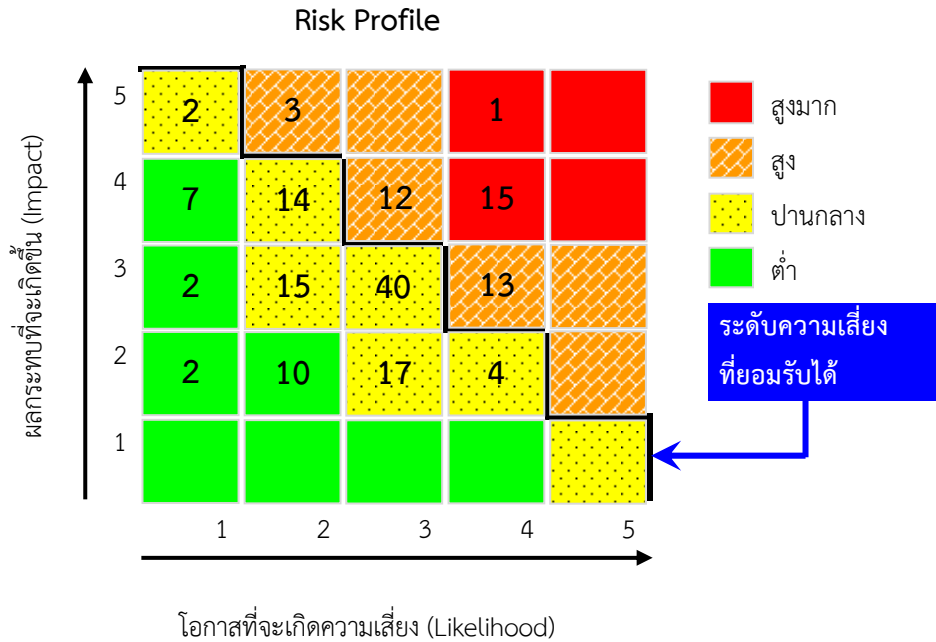 Risk Profile
ผลกระทบที่จะเกิดขึ้น (Impact)
5
2
3
1
สูงมาก
สูง
4
7
14
12
15
ปานกลาง
3
2
15
40
13
ต่ำ
ระดับความเสี่ยง
ที่ยอมรับได้
2
2
10
17
4
1
1
2
3
4
5
โอกาสที่จะเกิดความเสี่ยง (Likelihood)